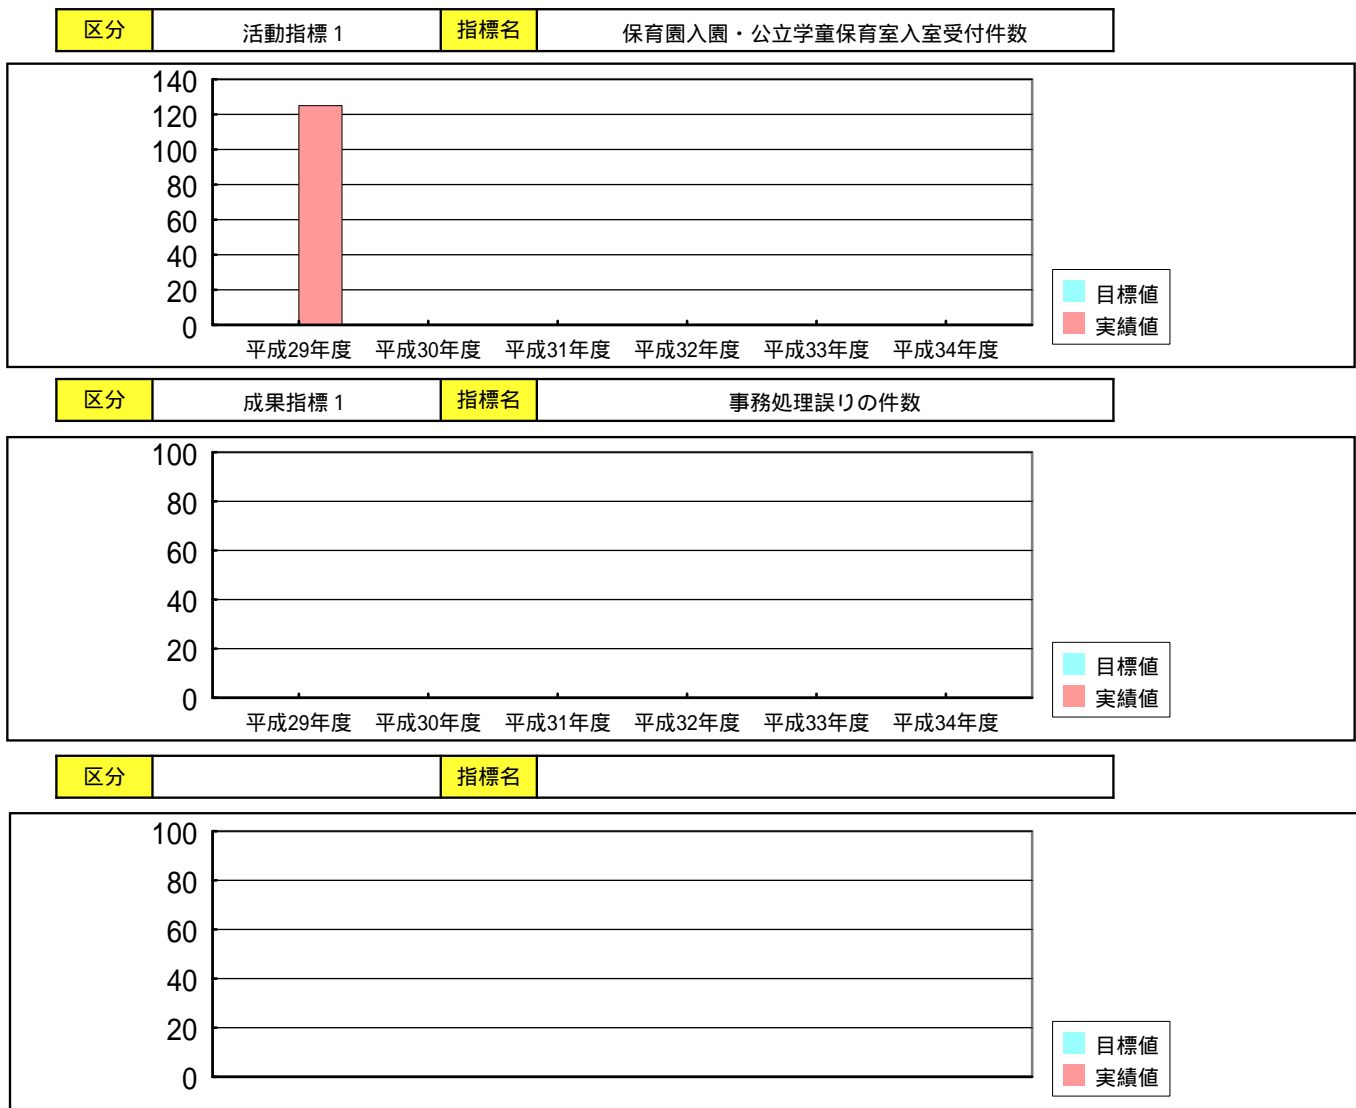 区分 活動指標1 指標名 保育園入園・公立学童保育室入室受付件数
140
120
100
80
60
40
20
0
平成29年度 平成30年度 平成31年度 平成32年度 平成33年度 平成34年度
目標値
実績値
区分 成果指標1 指標名 事務処理誤りの件数
100
80
60
40
20
0
平成29年度 平成30年度 平成31年度 平成32年度 平成33年度 平成34年度
目標値
実績値
区分 指標名
100
80
60
40
20
0
目標値
実績値